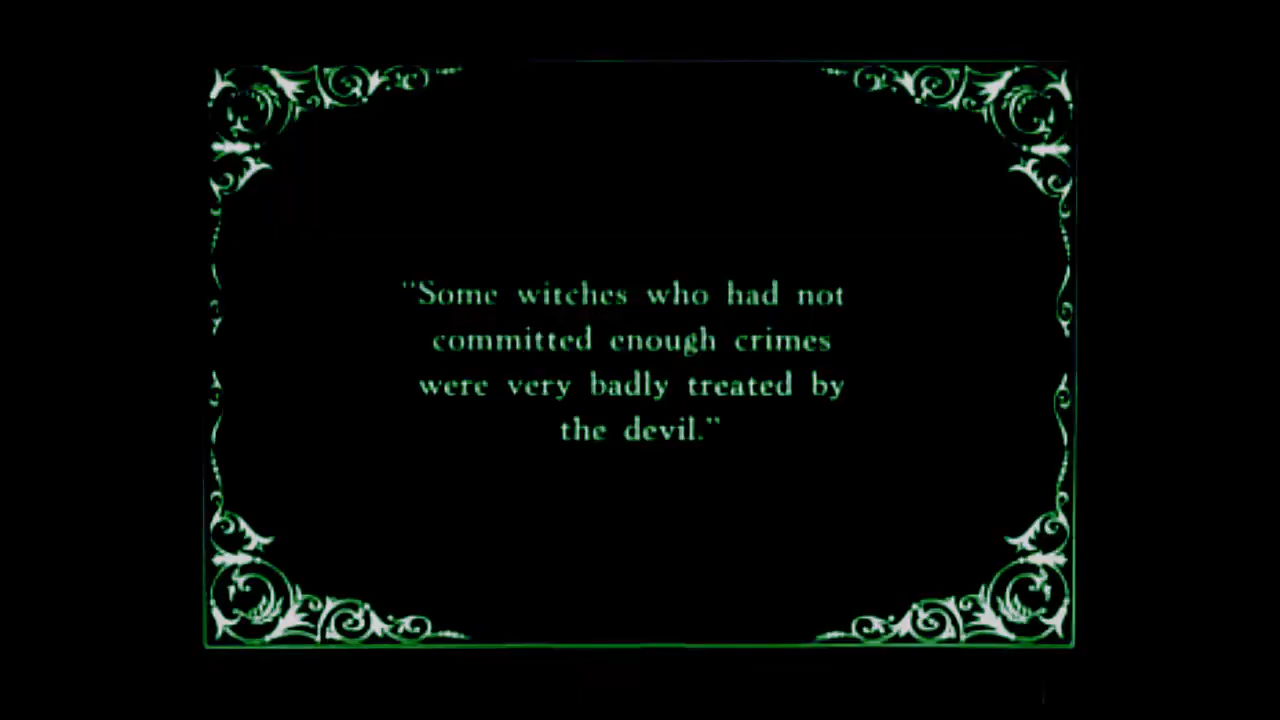 "Some witches who had not
committed enough crimes
were very badly treated by
the devil."